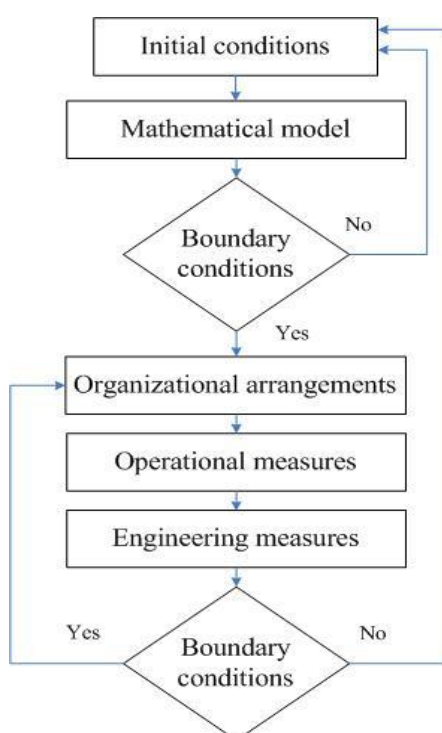 Initial conditions
Mathematical model
No
Boundary
conditions
Yes
Organizational arrangements
Operational measures
Engineering measures
Yes
No
Boundary
conditions